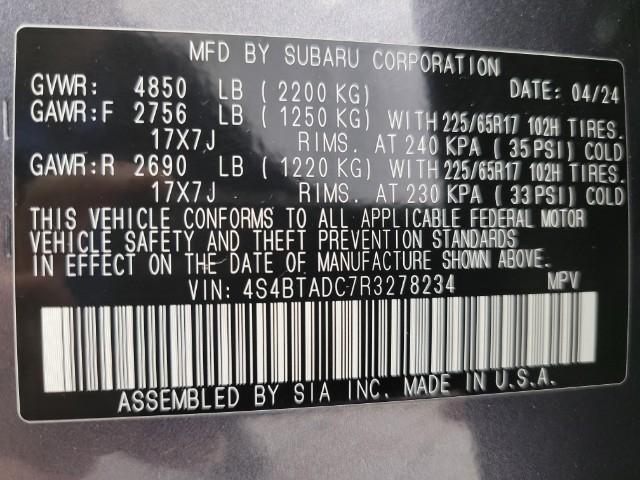 MFD BY SUBARU CORPORATION
GVWR: 4850 LB ( 2200 KG) DATE: 04/24
GAWR:F 2756 LB ( 1250 KG) WITH 225/65R17 102H TIRES.
17X7J RIMS. AT 240 KPA ( 35 PSI) COLD
GAWR:R 2690 LB ( 1220 KG) WITH 225/65R17 102H TIRES.
17X7J RIMS. AT 230 KPA ( 33 PSI) COLD
THIS VEHICLE CONFORMS TO ALL APPLICABLE FEDERAL MOTOR
VEHICLE SAFETY AND THEFT PREVENTION STANDARDS
IN EFFECT ON THE DATE OF MANUFACTURE SHOWN ABOVE.
VIN: 4S4BTADC7R3278234 MPV
ASSEMBLED BY SIA INC. MADE IN U.S.A.